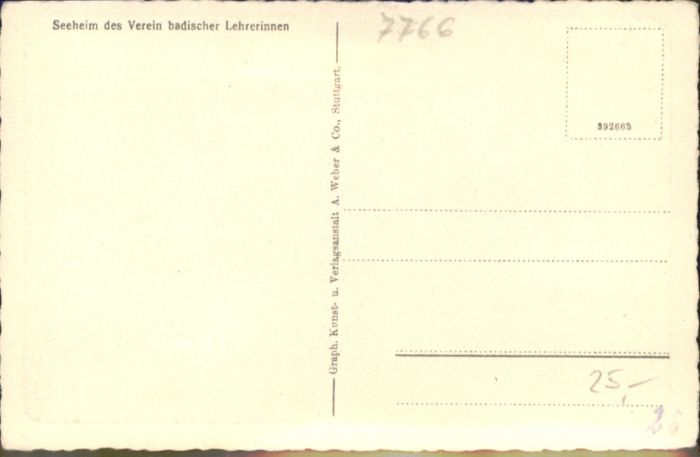 Seeheim des Verein badischer Lehrerinnen
7766
392662
Graph. Kunst- u. Verlagsanstalt A. Weber & Co., Stuttgart.
25,-